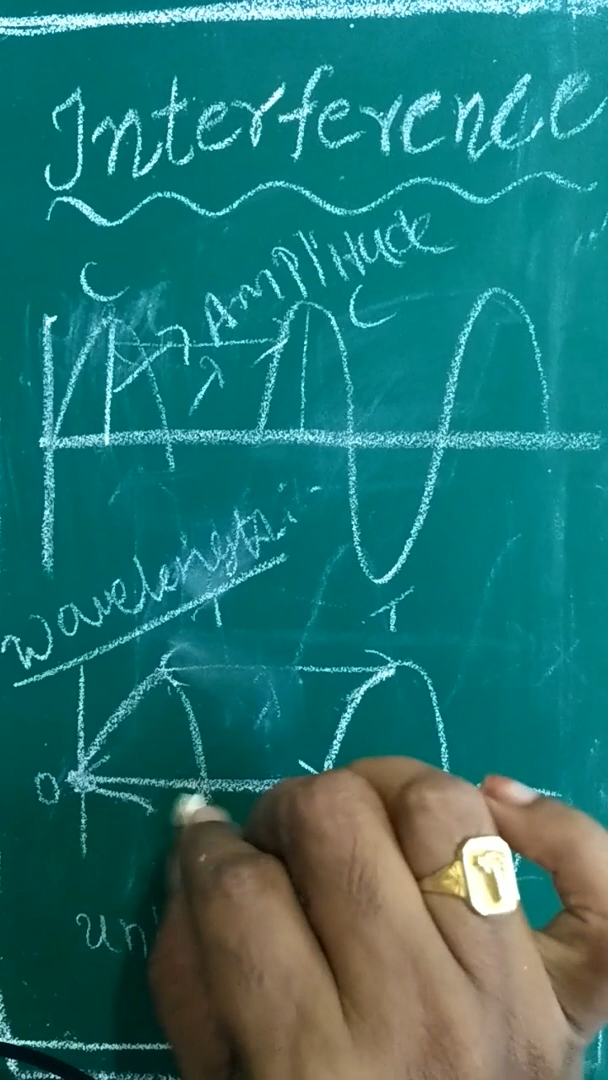 Interference
Amplitude
C
C
λ
Wavelength:-
T
T
λ
O